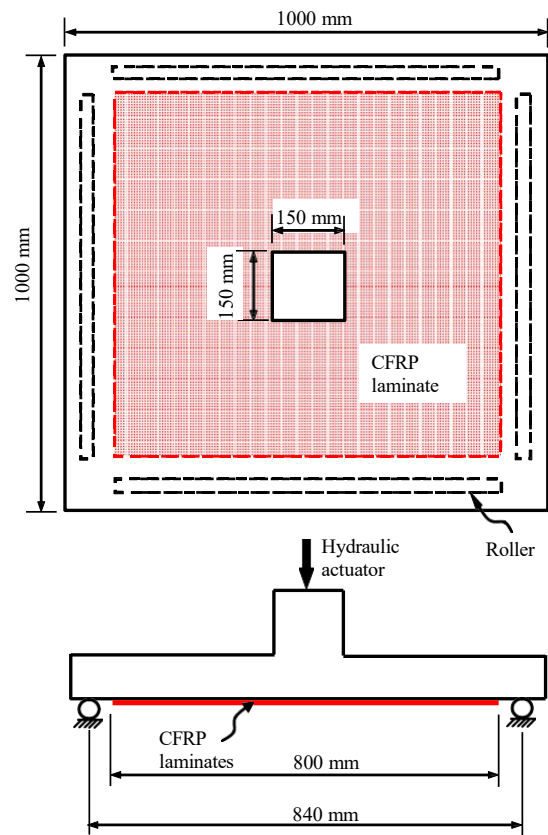 1000 mm
1000 mm
150 mm
150 mm
CFRP
laminate
Roller
Hydraulic
actuator
CFRP
laminates
800 mm
840 mm